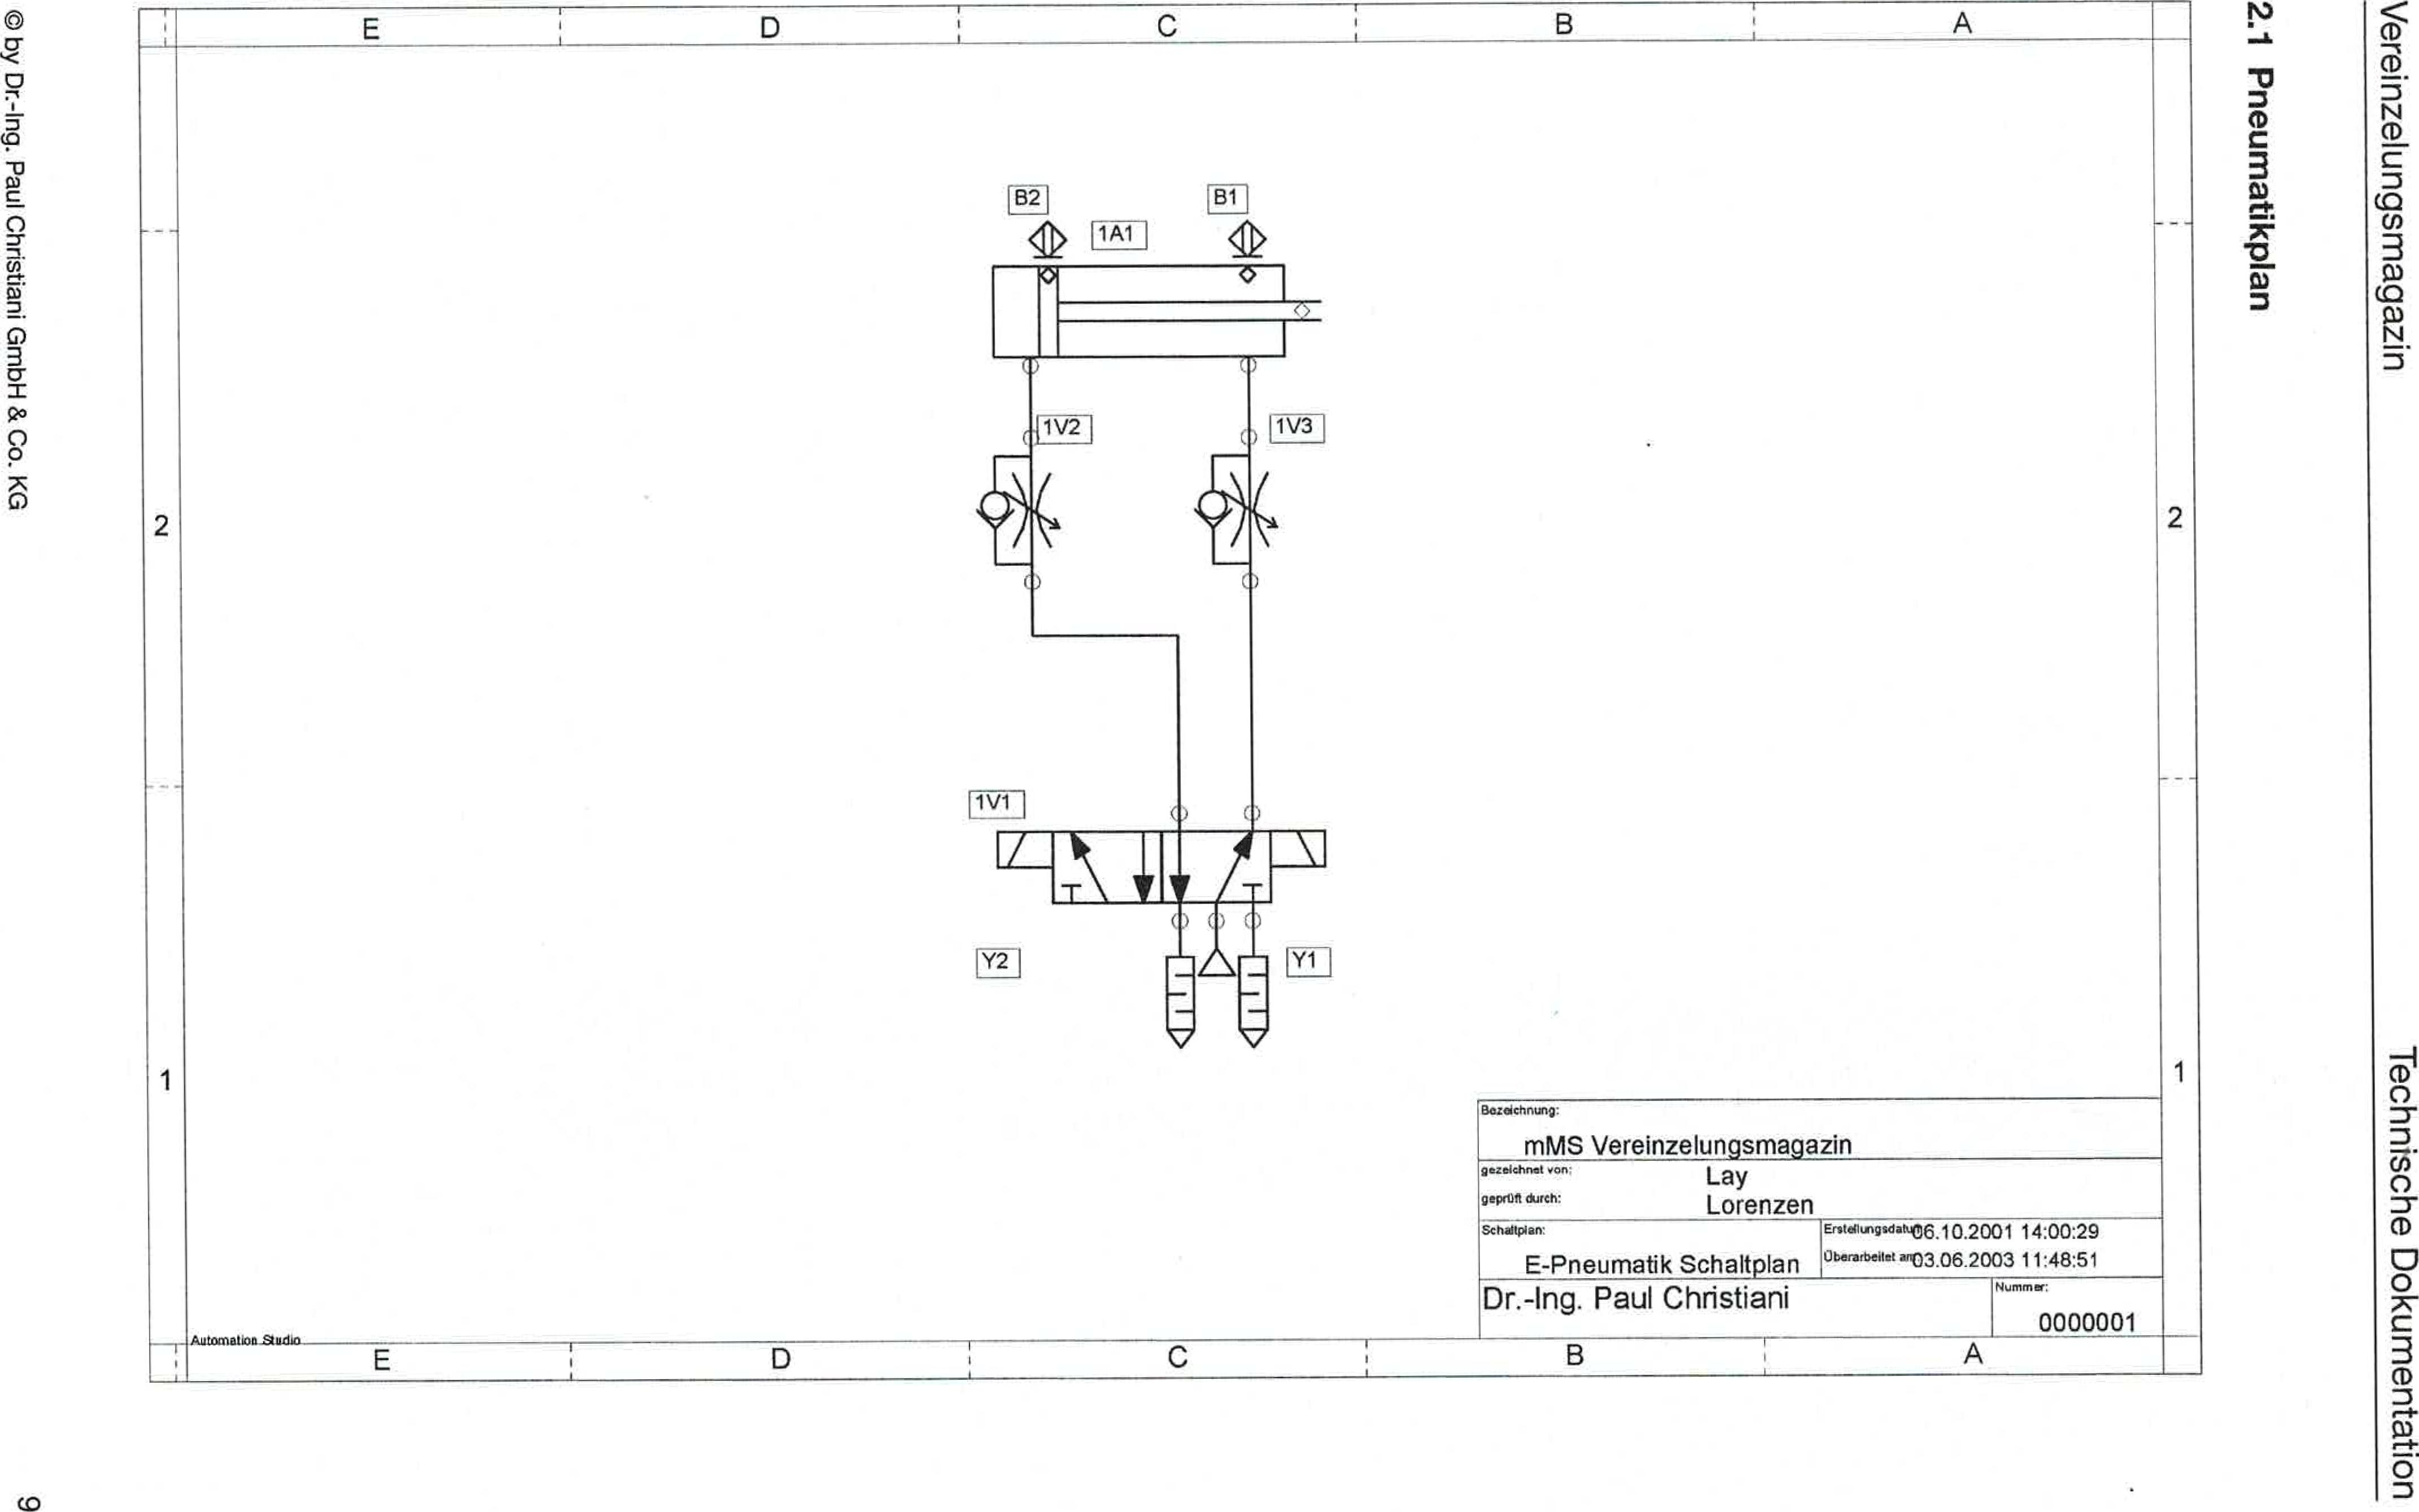 Vereinzelungsmagazin
Technische Dokumentation
2.1 Pneumatikplan
E
D
C
B
A
B2
B1
1A1
1V2
1V3
2
2
1V1
Y2
Y1
1
1
Bezeichnung:
mMS Vereinzelungsmagazin
gezeichnet von:
Lay
geprüft durch:
Lorenzen
Schaltplan:
E-Pneumatik Schaltplan
Erstellungsdatum 06.10.2001 14:00:29
Überarbeitet am 03.06.2003 11:48:51
Dr.-Ing. Paul Christiani
Nummer:
0000001
Automation Studio
E
D
C
B
A
© by Dr.-Ing. Paul Christiani GmbH & Co. KG
9